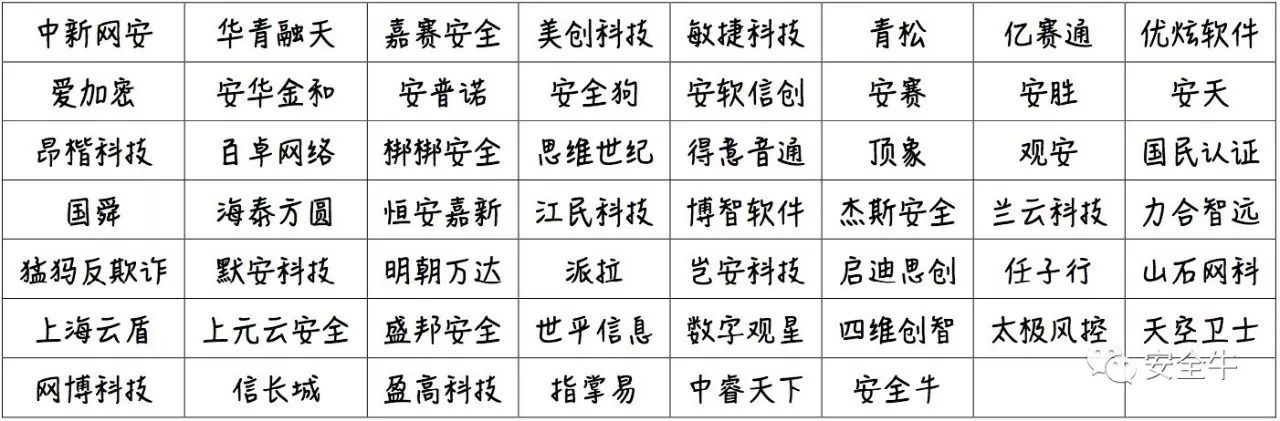 中新网安 华青融天 嘉赛安全 美创科技 敏捷科技 青松 亿赛通 优炫软件
爱加密 安华金和 安普诺 安全狗 安软信创 安赛 安胜 安天
昂楷科技 百卓网络 梆梆安全 思维世纪 得意音通 顶象 观安 国民认证
国舜 海泰方圆 恒安嘉新 江民科技 博智软件 杰斯安全 兰云科技 力合智远
猛犸反欺诈 默安科技 明朝万达 派拉 岂安科技 启迪思创 任子行 山石网科
上海云盾 上元云安全 盛邦安全 世平信息 数字观星 四维创智 太极风控 天空卫士
网博科技 信长城 盈高科技 指掌易 中睿天下 安全牛
安全牛